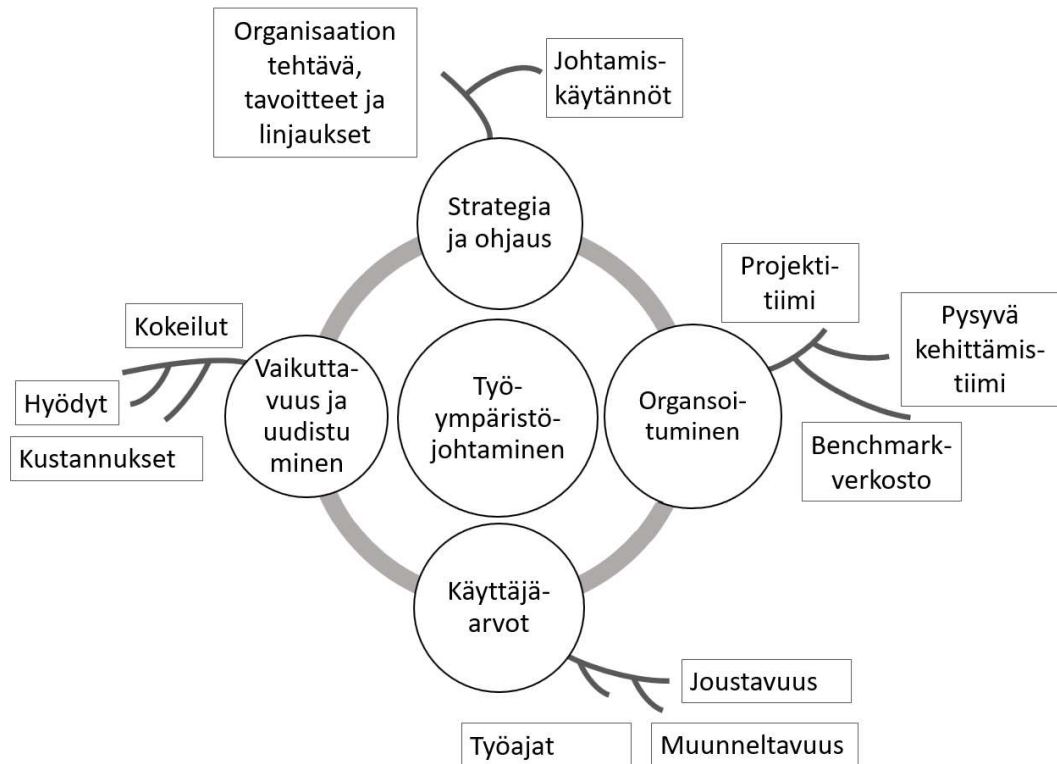 Organisaation
tehtävä,
tavoitteet ja
linjaukset
Johtamis-
käytännöt
Strategia
ja ohjaus
Projekti-
tiimi
Pysyvä
kehittämis-
tiimi
Benchmark-
verkosto
Organsoi-
tuminen
Kokeilut
Hyödyt
Kustannukset
Vaikutta-
vuus ja
uudistu
minen
Työ-
ympäristö-
johtaminen
Käyttäjä-
arvot
Joustavuus
Työajat
Muunneltavuus